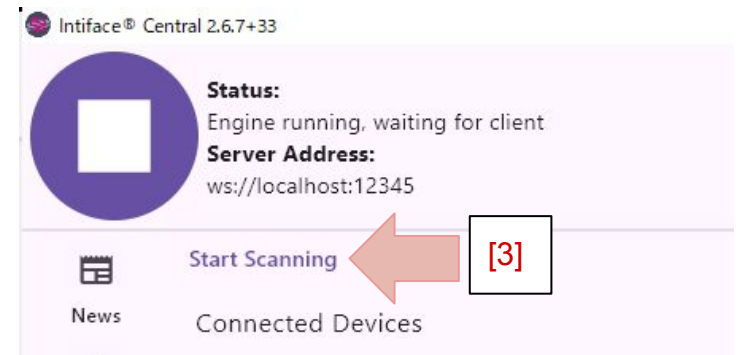 Intiface® Central 2.6.7+33
Status:
Engine running, waiting for client
Server Address:
ws://localhost:12345
Start Scanning
[3]
News
Connected Devices